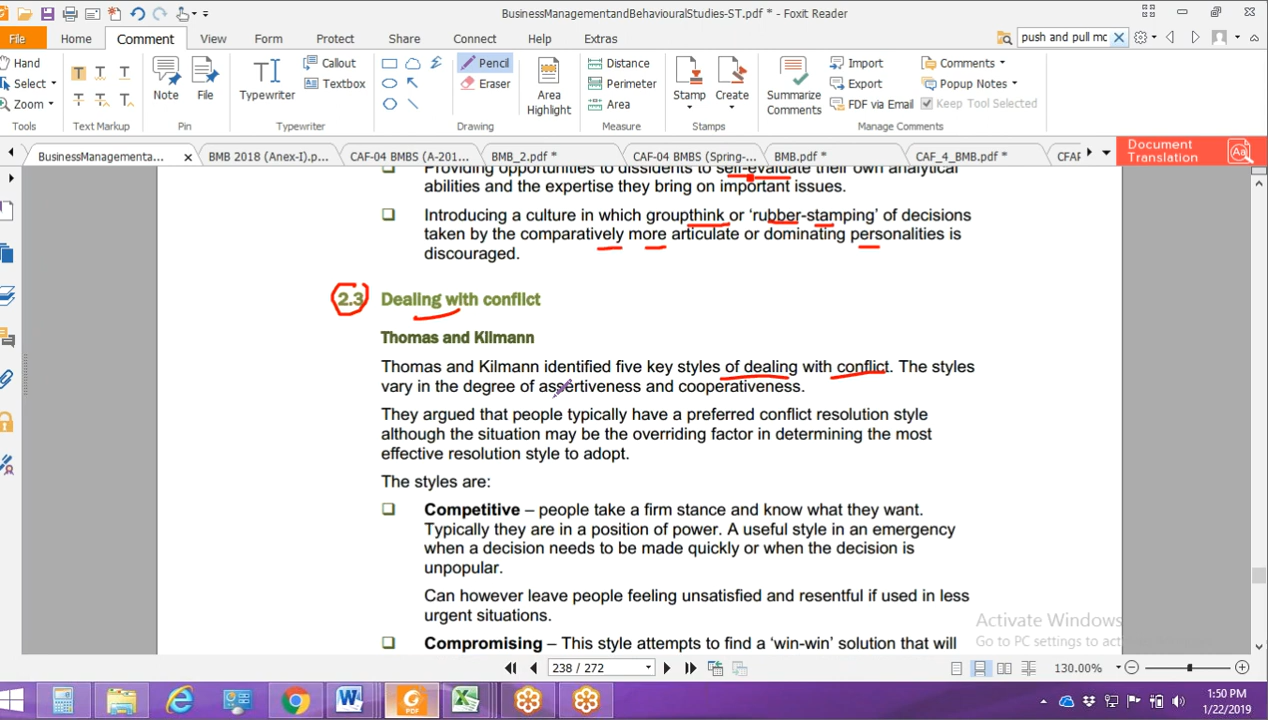 BusinessManagementandBehaviouralStudies-ST.pdf * - Foxit Reader
File Home Comment View Form Protect Share Connect Help Extras
push and pull mc
Hand
Select
Zoom
Tools
Text Markup
Note
File
Pin
Typewriter
Callout
Textbox
Typewriter
Pencil
Eraser
Area
Highlight
Drawing
Distance
Perimeter
Area
Measure
Stamp
Create
Stamps
Summarize
Comments
Import
Export
FDF via Email
Comments
Popup Notes
Keep Tool Selected
Manage Comments
BusinessManagementa...
BMB 2018 (Anex-I).p...
CAF-04 BMBS (A-201...
BMB_2.pdf *
CAF-04 BMBS (Spring-...
BMB.pdf *
CAF_4_BMB.pdf *
CFAF
Document
Translation
Providing opportunities to dissidents to self-evaluate their own analytical
abilities and the expertise they bring on important issues.
Introducing a culture in which groupthink or 'rubber-stamping' of decisions
taken by the comparatively more articulate or dominating personalities is
discouraged.
2.3 Dealing with conflict
Thomas and Kilmann
Thomas and Kilmann identified five key styles of dealing with conflict. The styles
vary in the degree of assertiveness and cooperativeness.
They argued that people typically have a preferred conflict resolution style
although the situation may be the overriding factor in determining the most
effective resolution style to adopt.
The styles are:
Competitive – people take a firm stance and know what they want.
Typically they are in a position of power. A useful style in an emergency
when a decision needs to be made quickly or when the decision is
unpopular.
Can however leave people feeling unsatisfied and resentful if used in less
urgent situations.
Compromising – This style attempts to find a 'win-win' solution that will
Activate Windows
Go to PC settings to act
238 / 272
130.00%
1:50 PM
1/22/2019